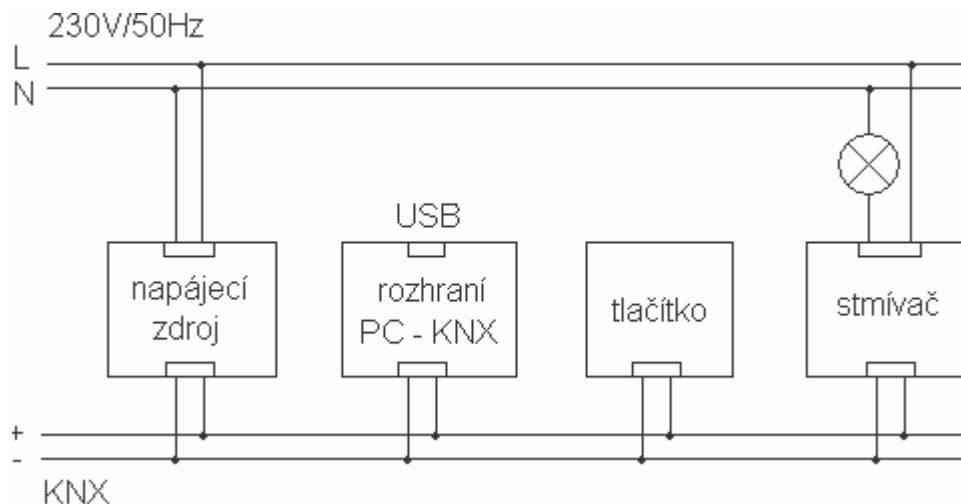 230V/50Hz
L
N
USB
napájecí
zdroj
rozhraní
PC - KNX
tlačítko
stmívač
+
-
KNX